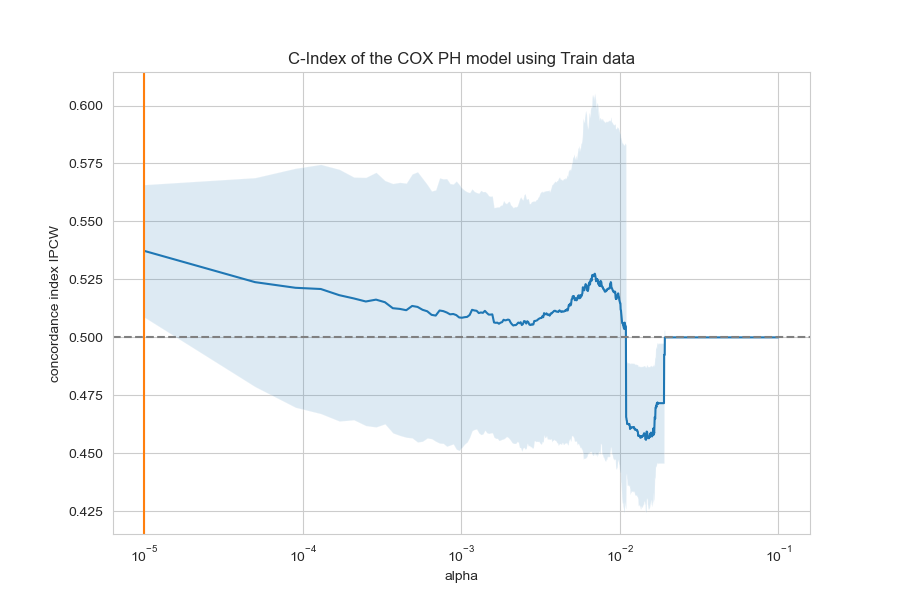 C-Index of the COX PH model using Train data
concordance index IPCW
0.600
0.575
0.550
0.525
0.500
0.475
0.450
0.425
10⁻⁵ 10⁻⁴ 10⁻³ 10⁻² 10⁻¹
alpha